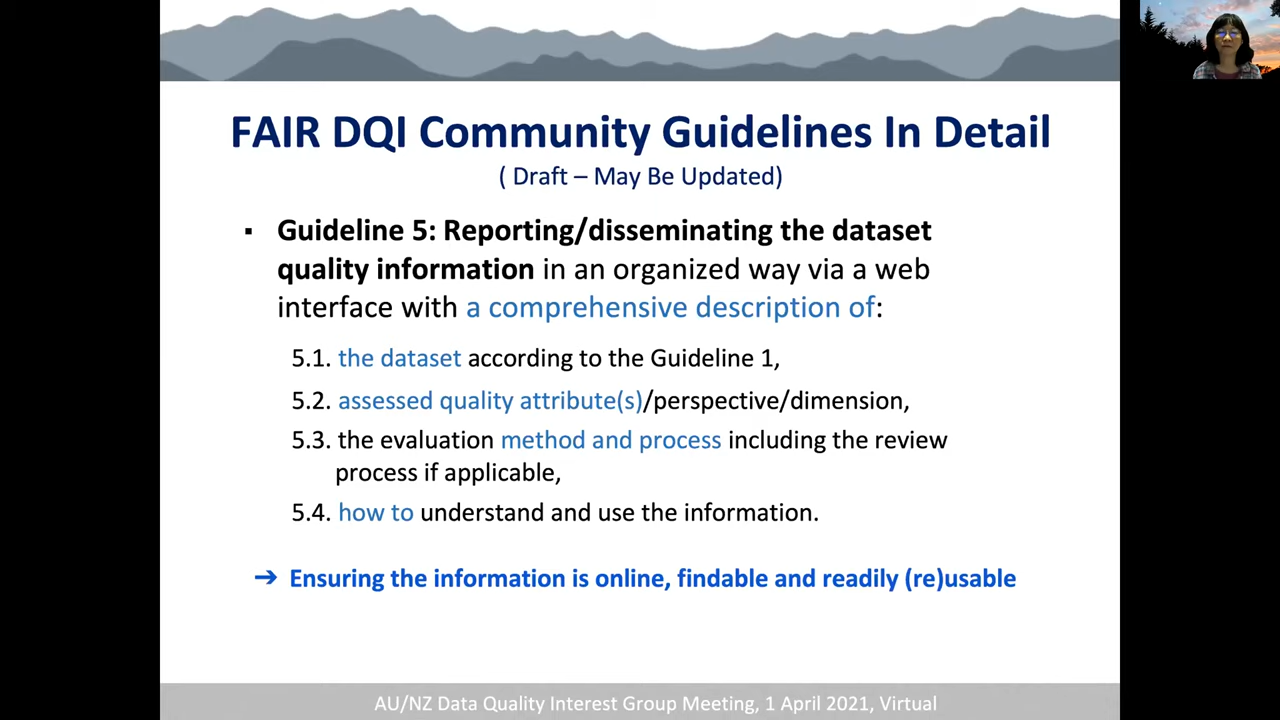 FAIR DQI Community Guidelines In Detail
( Draft – May Be Updated)
▪ Guideline 5: Reporting/disseminating the dataset
quality information in an organized way via a web
interface with a comprehensive description of:
5.1. the dataset according to the Guideline 1,
5.2. assessed quality attribute(s)/perspective/dimension,
5.3. the evaluation method and process including the review
process if applicable,
5.4. how to understand and use the information.
➔ Ensuring the information is online, findable and readily (re)usable
AU/NZ Data Quality Interest Group Meeting, 1 April 2021, Virtual